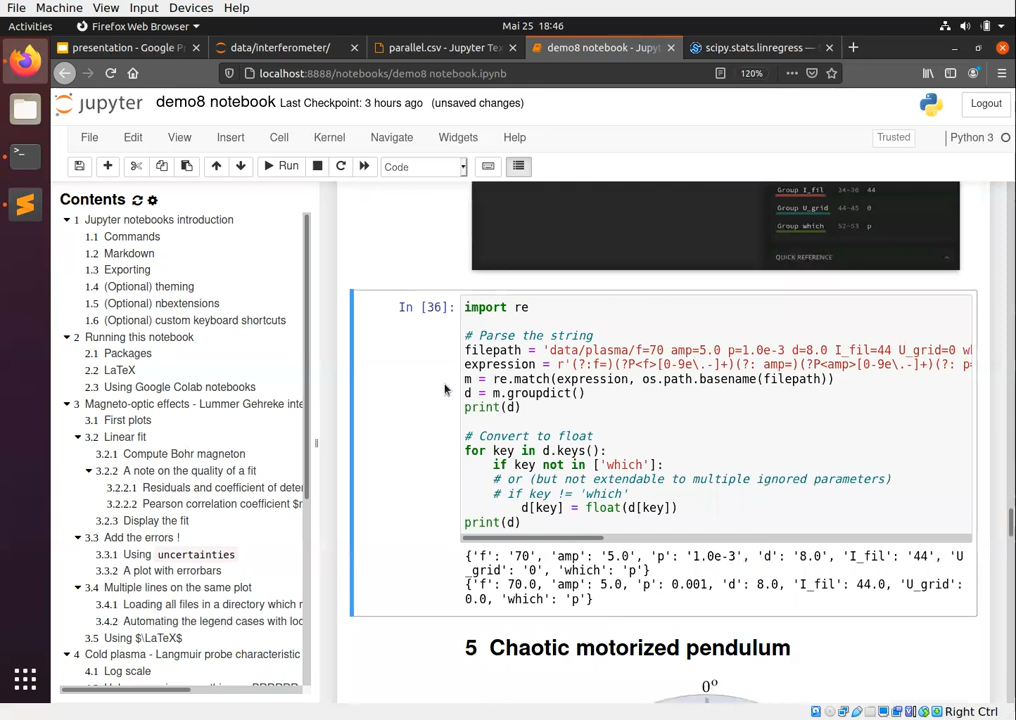 File Machine View Input Devices Help
Activities Firefox Web Browser Mai 25 18:46
presentation - Google P data/interferometer/ parallel.csv - Jupyter Te demo8 notebook - Jupy scipy.stats.linregress —
localhost:8888/notebooks/demo8 notebook.ipynb 120%
jupyter demo8 notebook Last Checkpoint: 3 hours ago (unsaved changes) Logout
File Edit View Insert Cell Kernel Navigate Widgets Help Trusted Python 3
Run Code
Contents
1 Jupyter notebooks introduction
1.1 Commands
1.2 Markdown
1.3 Exporting
1.4 (Optional) theming
1.5 (Optional) nbextensions
1.6 (Optional) custom keyboard shortcuts
2 Running this notebook
2.1 Packages
2.2 LaTeX
2.3 Using Google Colab notebooks
3 Magneto-optic effects - Lummer Gehreke inte
3.1 First plots
3.2 Linear fit
3.2.1 Compute Bohr magneton
3.2.2 A note on the quality of a fit
3.2.2.1 Residuals and coefficient of deter
3.2.2.2 Pearson correlation coefficient $r
3.2.3 Display the fit
3.3 Add the errors !
3.3.1 Using uncertainties
3.3.2 A plot with errorbars
3.4 Multiple lines on the same plot
3.4.1 Loading all files in a directory which r
3.4.2 Automating the legend cases with loc
3.5 Using $\LaTeX$
4 Cold plasma - Langmuir probe characteristic
4.1 Log scale
Group I_fil 34-36 44
Group U_grid 44-45 0
Group which 52-53 p
QUICK REFERENCE
In [36]:
import re
# Parse the string
filepath = 'data/plasma/f=70 amp=5.0 p=1.0e-3 d=8.0 I_fil=44 U_grid=0 wh
expression = r'(?:f=)(?P<f>[0-9e\.-]+)(?: amp=)(?P<amp>[0-9e\.-]+)(?: p=
m = re.match(expression, os.path.basename(filepath))
d = m.groupdict()
print(d)
# Convert to float
for key in d.keys():
if key not in ['which']:
# or (but not extendable to multiple ignored parameters)
# if key != 'which'
d[key] = float(d[key])
print(d)
{'f': '70', 'amp': '5.0', 'p': '1.0e-3', 'd': '8.0', 'I_fil': '44', 'U
_grid': '0', 'which': 'p'}
{'f': 70.0, 'amp': 5.0, 'p': 0.001, 'd': 8.0, 'I_fil': 44.0, 'U_grid':
0.0, 'which': 'p'}
5 Chaotic motorized pendulum
0°
Right Ctrl